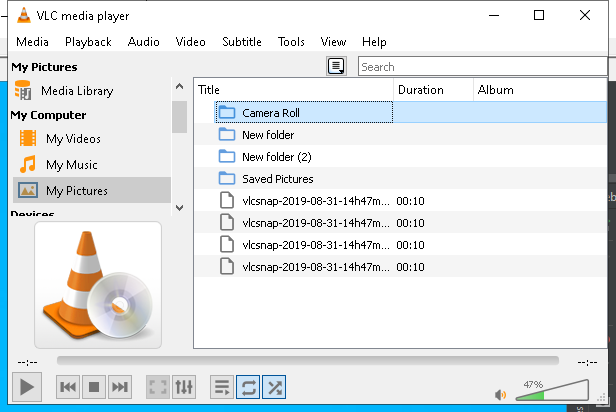 VLC media player
Media Playback Audio Video Subtitle Tools View Help
My Pictures
Search
Media Library
Title Duration Album
My Computer
Camera Roll
My Videos
New folder
My Music
New folder (2)
My Pictures
Saved Pictures
vlcsnap-2019-08-31-14h47m... 00:10
Devices
vlcsnap-2019-08-31-14h47m... 00:10
vlcsnap-2019-08-31-14h47m... 00:10
vlcsnap-2019-08-31-14h47m... 00:10
--:-- --:--
47%